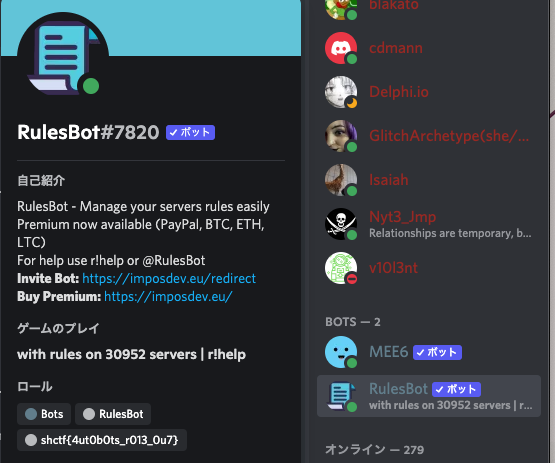 RulesBot#7820 ✓ボット
自己紹介
RulesBot - Manage your servers rules easily
Premium now available (PayPal, BTC, ETH,
LTC)
For help use r!help or @RulesBot
Invite Bot: https://imposdev.eu/redirect
Buy Premium: https://imposdev.eu/
ゲームのプレイ
with rules on 30952 servers | r!help
ロール
Bots
RulesBot
shctf{4ut0b0ts_r013_0u7}
blakato
cdmann
Delphi.io
GlitchArchetype(she/...
Isaiah
Nyt3_Jmp
Relationships are temporary, b...
v10l3nt
BOTS — 2
MEE6 ✓ボット
RulesBot ✓ボット
with rules on 30952 servers | r...
オンライン — 279